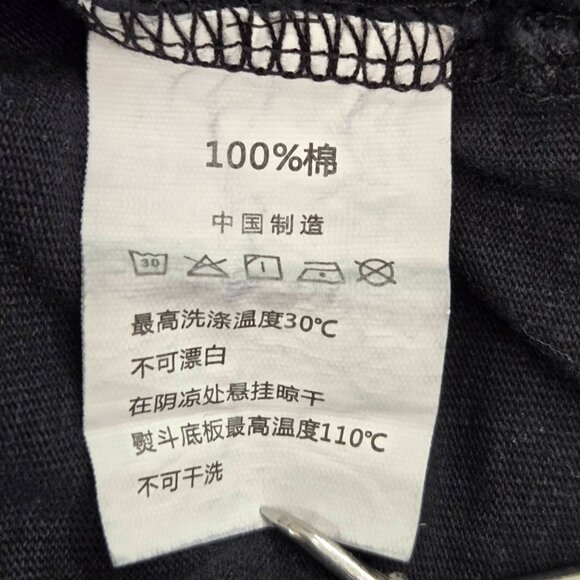 100%棉
中国制造
30
最高洗涤温度30℃
不可漂白
在阴凉处悬挂晾干
熨斗底板最高温度110℃
不可干洗